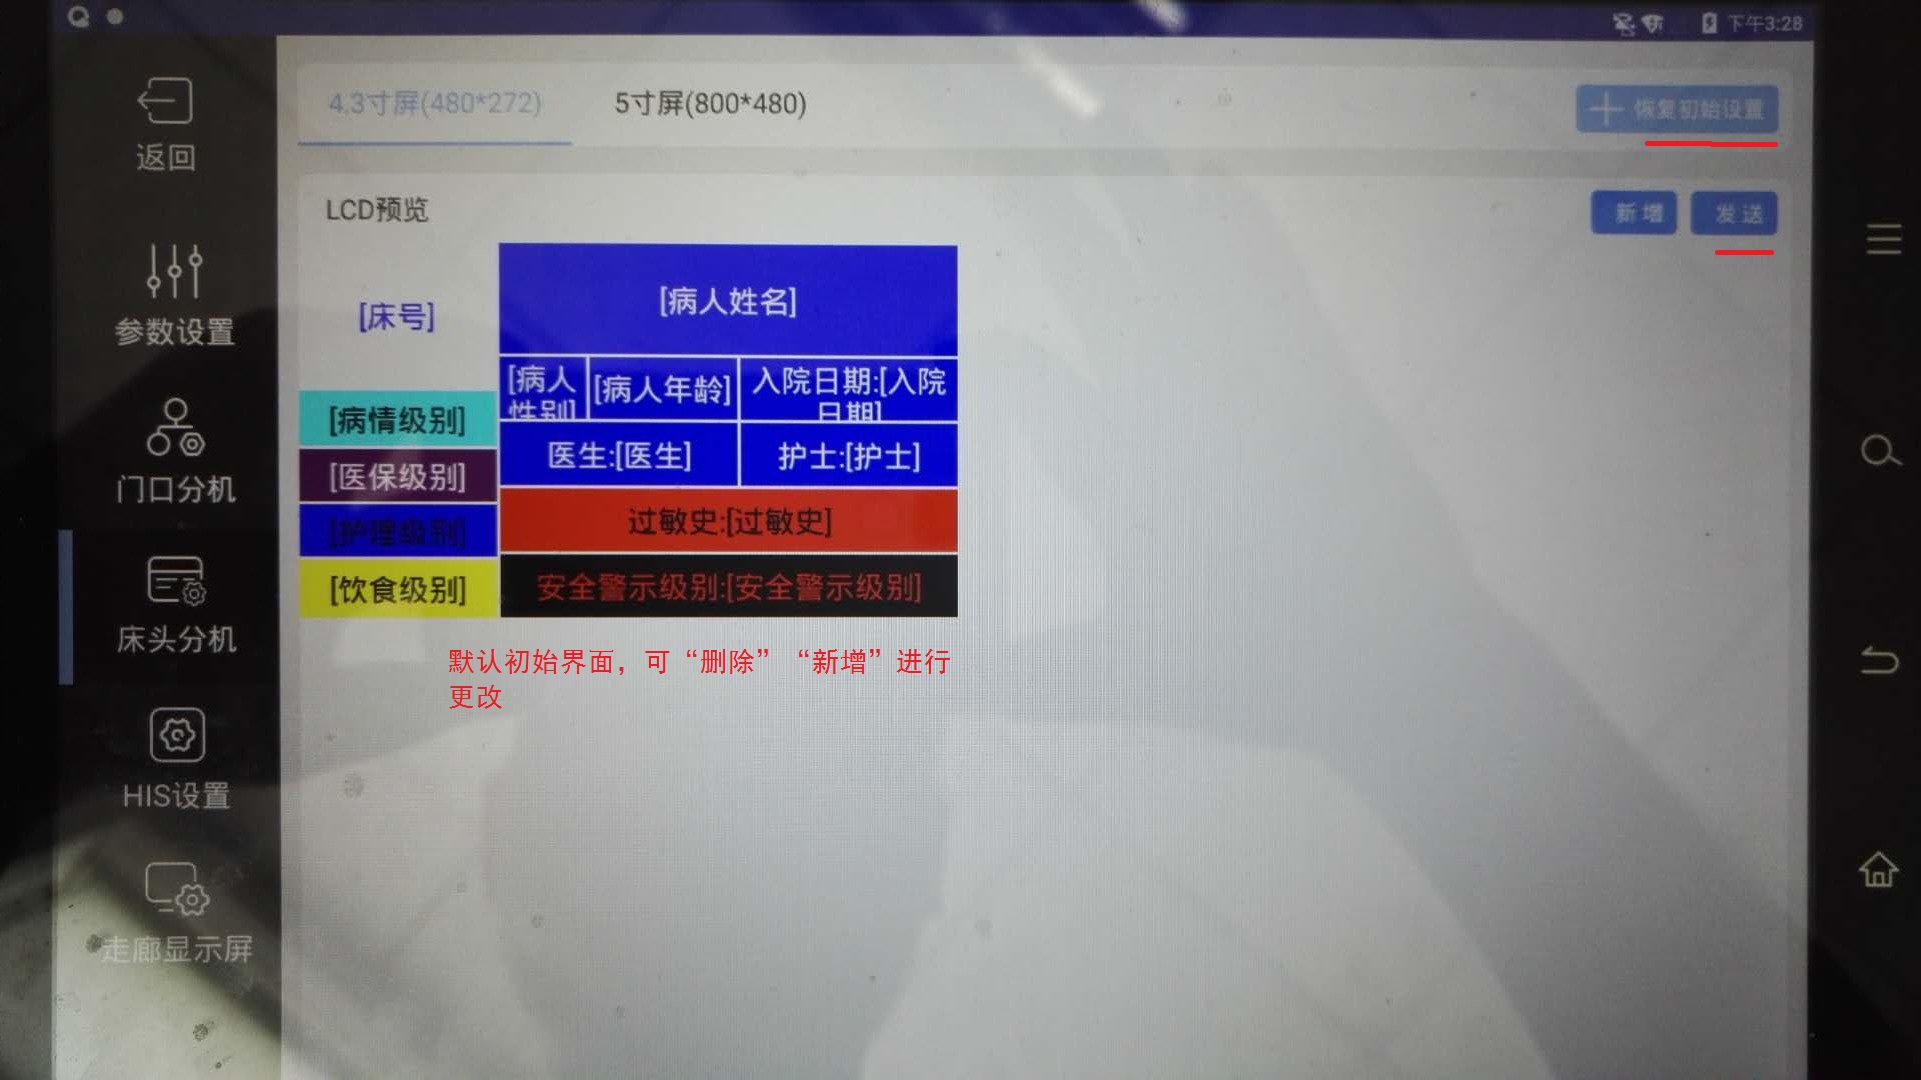 下午3:28
返回
参数设置
门口分机
床头分机
HIS设置
走廊显示屏
4.3寸屏(480*272)
5寸屏(800*480)
恢复初始设置
LCD预览
新增
发送
[床号]
[病人姓名]
[病人
性别]
[病人年龄]
入院日期:[入院
日期]
[病情级别]
医生:[医生]
护士:[护士]
[医保级别]
过敏史:[过敏史]
[护理级别]
[饮食级别]
安全警示级别:[安全警示级别]
默认初始界面，可“删除”“新增”进行
更改